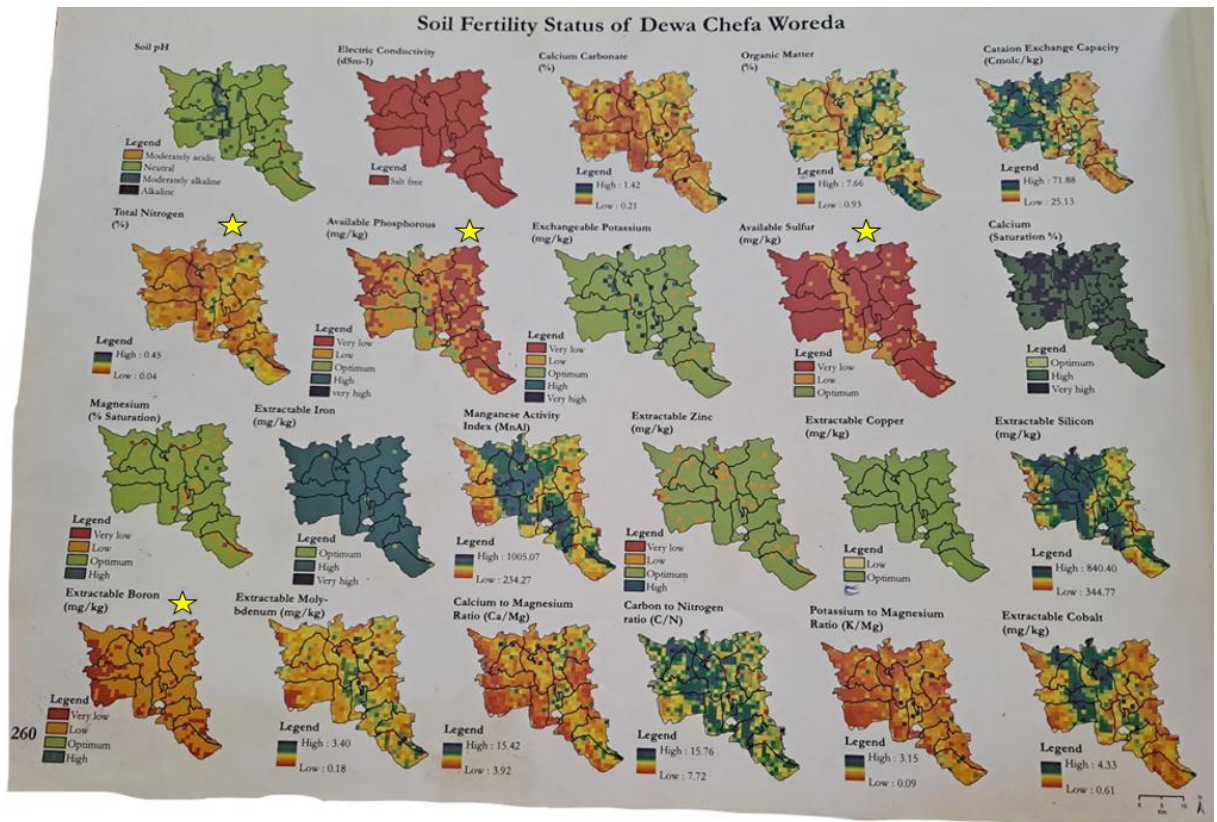 Soil Fertility Status of Dewa Chefa Woreda
Soil pH
Legend
Moderately acidic
Neutral
Moderately alkaline
Alkaline
Electric Conductivity
(dSm-1)
Legend
Salt free
Calcium Carbonate
(%)
Legend
High : 1.42
Low : 0.21
Organic Matter
(%)
Legend
High : 7.66
Low : 0.93
Cataion Exchange Capacity
(Cmolc/kg)
Legend
High : 71.88
Low : 25.13
Total Nitrogen
(%)
Legend
High : 0.45
Low : 0.04
Available Phosphorous
(mg/kg)
Legend
Very low
Low
Optimum
High
very high
Exchangeable Potassium
(mg/kg)
Legend
Very low
Low
Optimum
High
Very high
Available Sulfur
(mg/kg)
Legend
Very low
Low
Optimum
Calcium
(Saturation %)
Legend
Optimum
High
Very high
Magnesium
(% Saturation)
Legend
Very low
Low
Optimum
High
Extractable Iron
(mg/kg)
Legend
Optimum
High
Very high
Manganese Activity
Index (MnAl)
Legend
High : 1005.07
Low : 234.27
Extractable Zinc
(mg/kg)
Legend
Very low
Low
Optimum
High
Extractable Copper
(mg/kg)
Legend
Low
Optimum
Extractable Silicon
(mg/kg)
Legend
High : 840.40
Low : 344.77
Extractable Boron
(mg/kg)
Legend
Very low
Low
Optimum
High
Extractable Moly-
bdenum (mg/kg)
Legend
High : 3.40
Low : 0.18
Calcium to Magnesium
Ratio (Ca/Mg)
Legend
High : 15.42
Low : 3.92
Carbon to Nitrogen
ratio (C/N)
Legend
High : 15.76
Low : 7.72
Potassium to Magnesium
Ratio (K/Mg)
Legend
High : 3.15
Low : 0.09
Extractable Cobalt
(mg/kg)
Legend
High : 4.33
Low : 0.61
260
Km